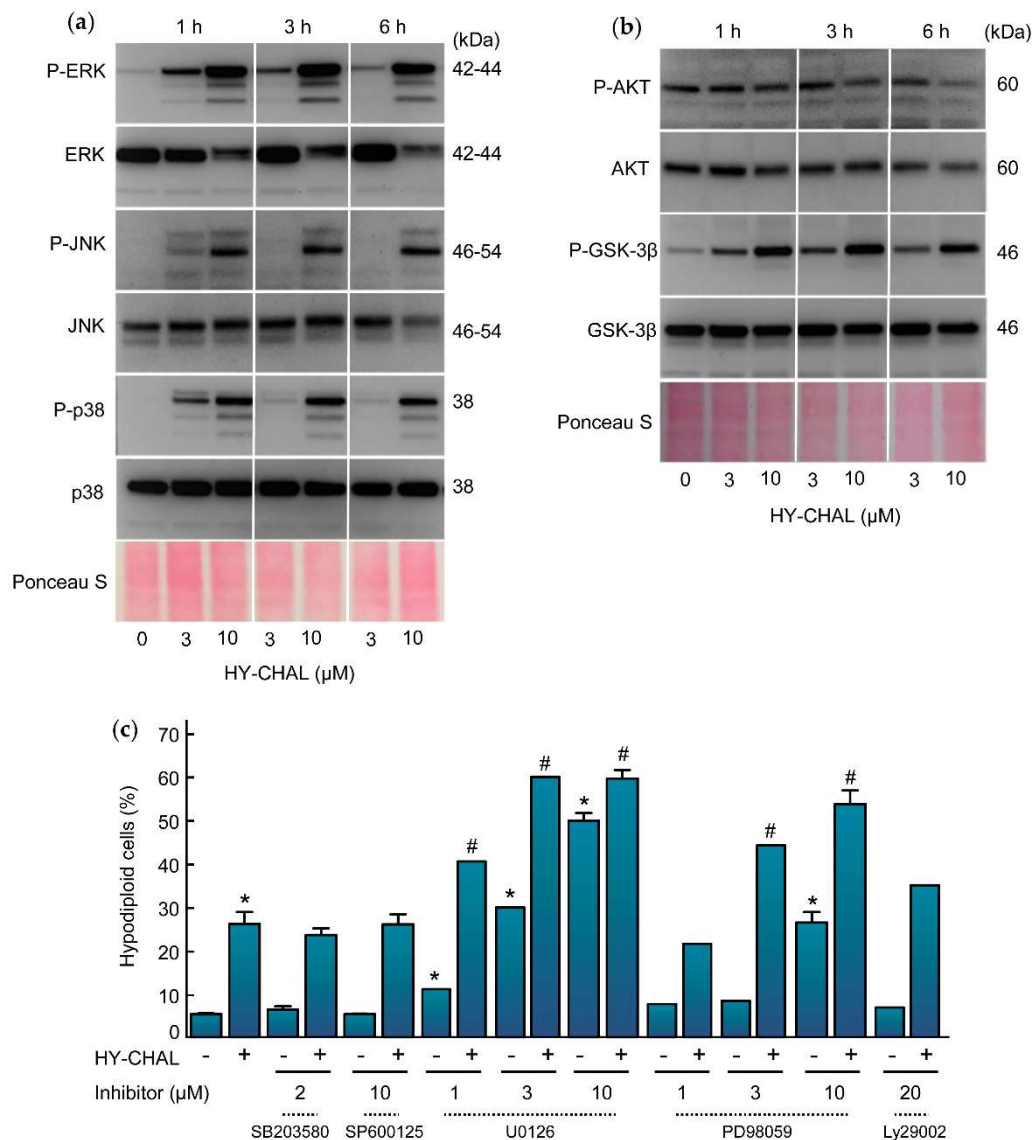 (a)
1 h 3 h 6 h (kDa)
P-ERK 42-44
ERK 42-44
P-JNK 46-54
JNK 46-54
P-p38 38
p38 38
Ponceau S
0 3 10 3 10 3 10
HY-CHAL (μM)
(b)
1 h 3 h 6 h (kDa)
P-AKT 60
AKT 60
P-GSK-3β 46
GSK-3β 46
Ponceau S
0 3 10 3 10 3 10
HY-CHAL (μM)
(c)
Hypodiploid cells (%)
70
60
50
40
30
20
10
0
* * # * # * # # * #
HY-CHAL - + - + - + - + - + - + - + - + - + - +
Inhibitor (μM) 2 10 1 3 10 1 3 10 20
SB203580 SP600125 U0126 PD98059 Ly29002